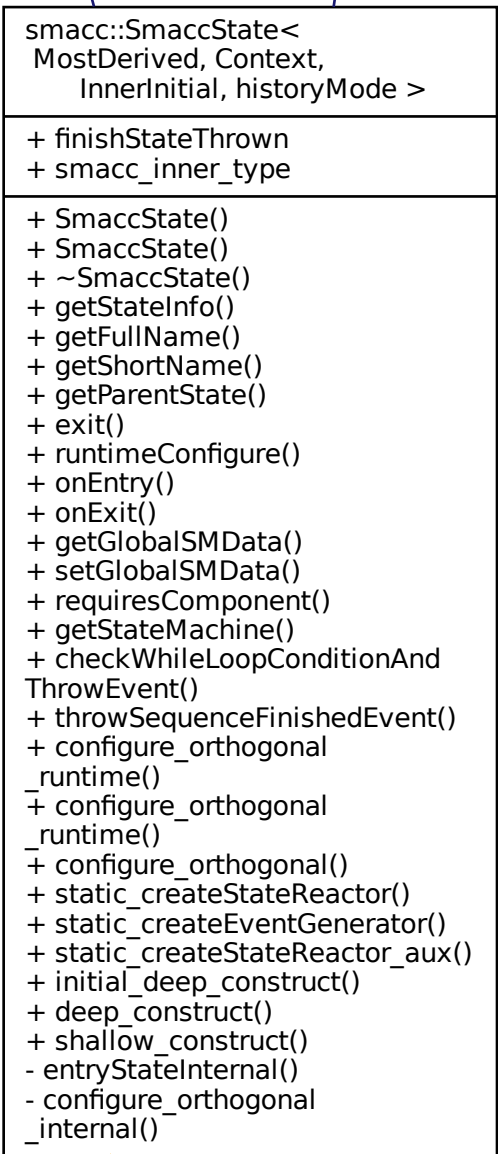 smacc::SmaccState<
MostDerived, Context,
InnerInitial, historyMode >
+ finishStateThrown
+ smacc_inner_type
+ SmaccState()
+ SmaccState()
+ ~SmaccState()
+ getStateInfo()
+ getFullName()
+ getShortName()
+ getParentState()
+ exit()
+ runtimeConfigure()
+ onEntry()
+ onExit()
+ getGlobalSMData()
+ setGlobalSMData()
+ requiresComponent()
+ getStateMachine()
+ checkWhileLoopConditionAnd
ThrowEvent()
+ throwSequenceFinishedEvent()
+ configure_orthogonal
_runtime()
+ configure_orthogonal
_runtime()
+ configure_orthogonal()
+ static_createStateReactor()
+ static_createEventGenerator()
+ static_createStateReactor_aux()
+ initial_deep_construct()
+ deep_construct()
+ shallow_construct()
- entryStateInternal()
- configure_orthogonal
_internal()